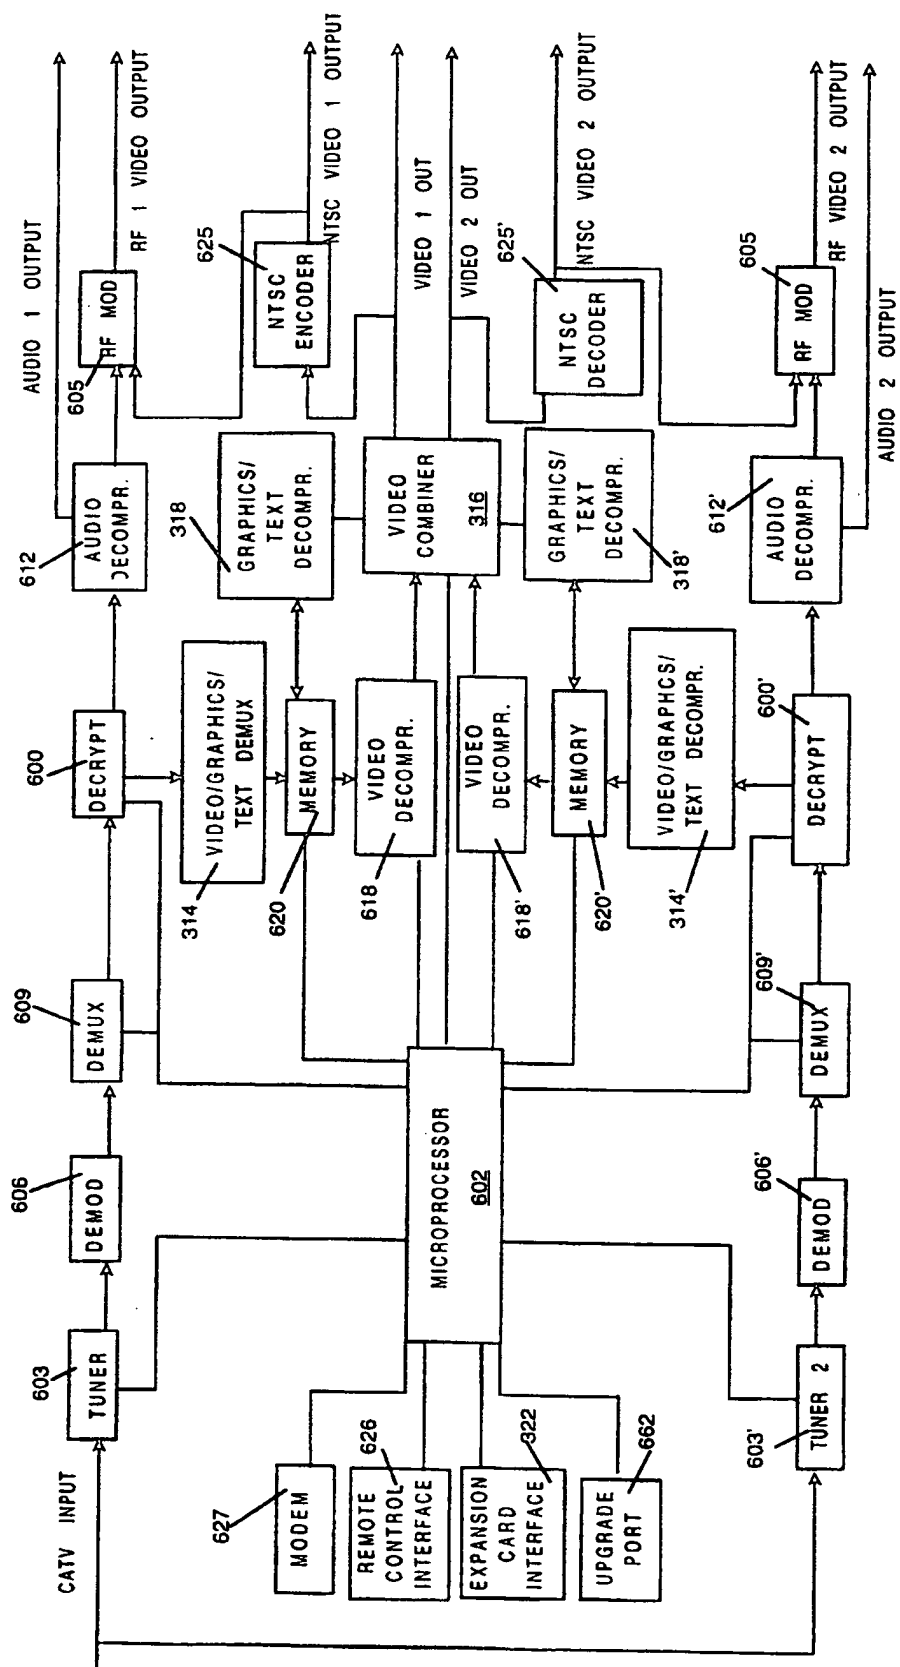 CATV INPUT
603
TUNER
606
DEMOD
609
DEMUX
600
DECRYPT
612
AUDIO
DECOMPR.
605
RF MOD
AUDIO 1 OUTPUT
RF 1 VIDEO OUTPUT
314
VIDEO/GRAPHICS/
TEXT DEMUX
318
GRAPHICS/
TEXT
DECOMPR.
625
NTSC
ENCODER
NTSC VIDEO 1 OUTPUT
627
MODEM
620
MEMORY
626
REMOTE
CONTROL
INTERFACE
618
VIDEO
DECOMPR.
MICROPROCESSOR
602
VIDEO
COMBINER
316
VIDEO 1 OUT
VIDEO 2 OUT
322
EXPANSION
CARD
INTERFACE
618'
VIDEO
DECOMPR.
662
UPGRADE
PORT
620'
MEMORY
318'
GRAPHICS/
TEXT
DECOMPR.
625'
NTSC
DECODER
NTSC VIDEO 2 OUTPUT
314'
VIDEO/GRAPHCS/
TEXT DECOMPR.
603'
TUNER 2
606'
DEMOD
609'
DEMUX
600'
DECRYPT
612'
AUDIO
DECOMPR.
605
RF MOD
RF VIDEO 2 OUTPUT
AUDIO 2 OUTPUT